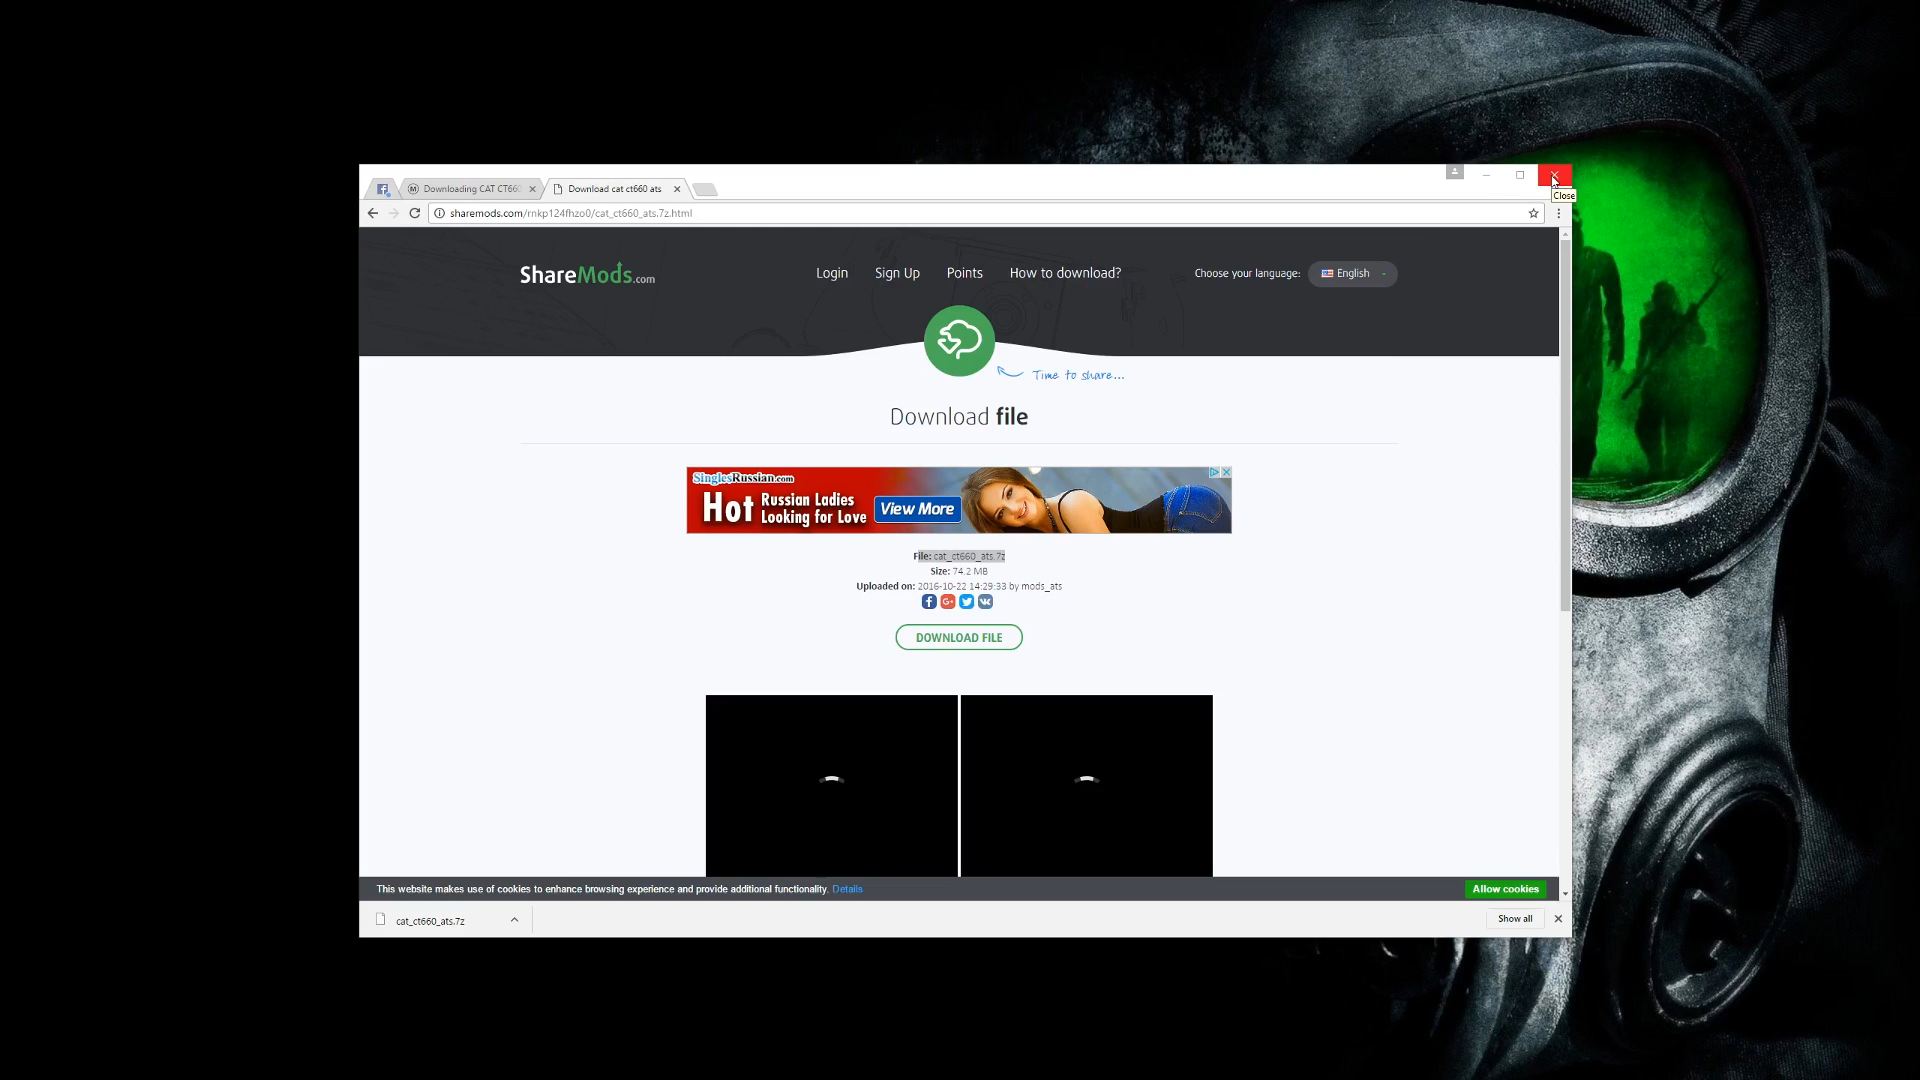 Downloading CAT CT660
Download cat ct660 ats
Close
sharemods.com/rnkp124fhzo0/cat_ct660_ats.7z.html
ShareMods.com
Login
Sign Up
Points
How to download?
Choose your language:
English
Time to share...
Download file
SinglesRussian.com
Hot Russian Ladies
Looking for Love
View More
File: cat_ct660_ats.7z
Size: 74.2 MB
Uploaded on: 2016-10-22 14:29:33 by mods_ats
DOWNLOAD FILE
This website makes use of cookies to enhance browsing experience and provide additional functionality. Details
Allow cookies
cat_ct660_ats.7z
Show all